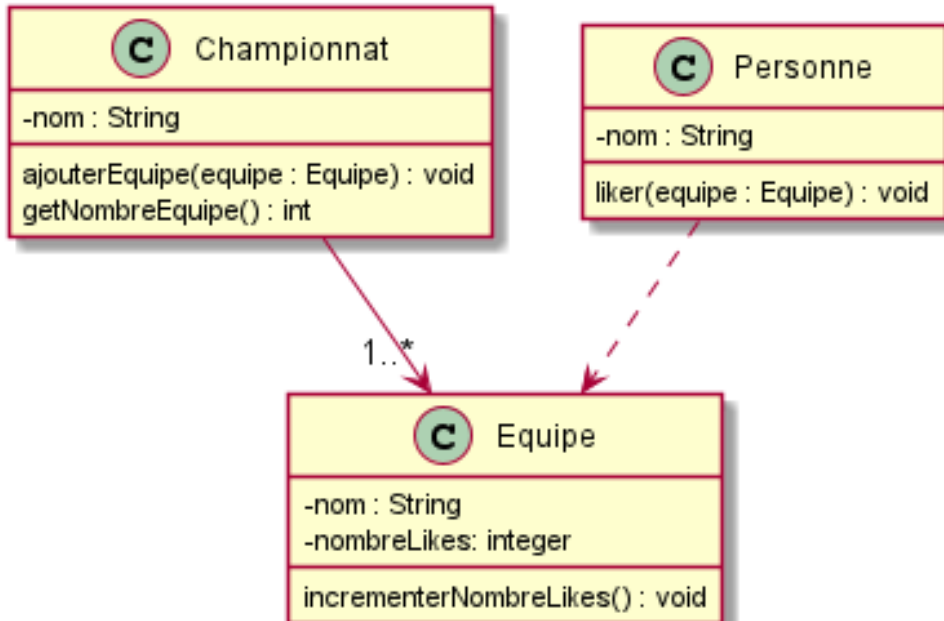 C Championnat
-nom : String
ajouterEquipe(equipe : Equipe) : void
getNombreEquipe() : int
C Personne
-nom : String
liker(equipe : Equipe) : void
1..*
C Equipe
-nom : String
-nombreLikes: integer
incrementerNombreLikes() : void